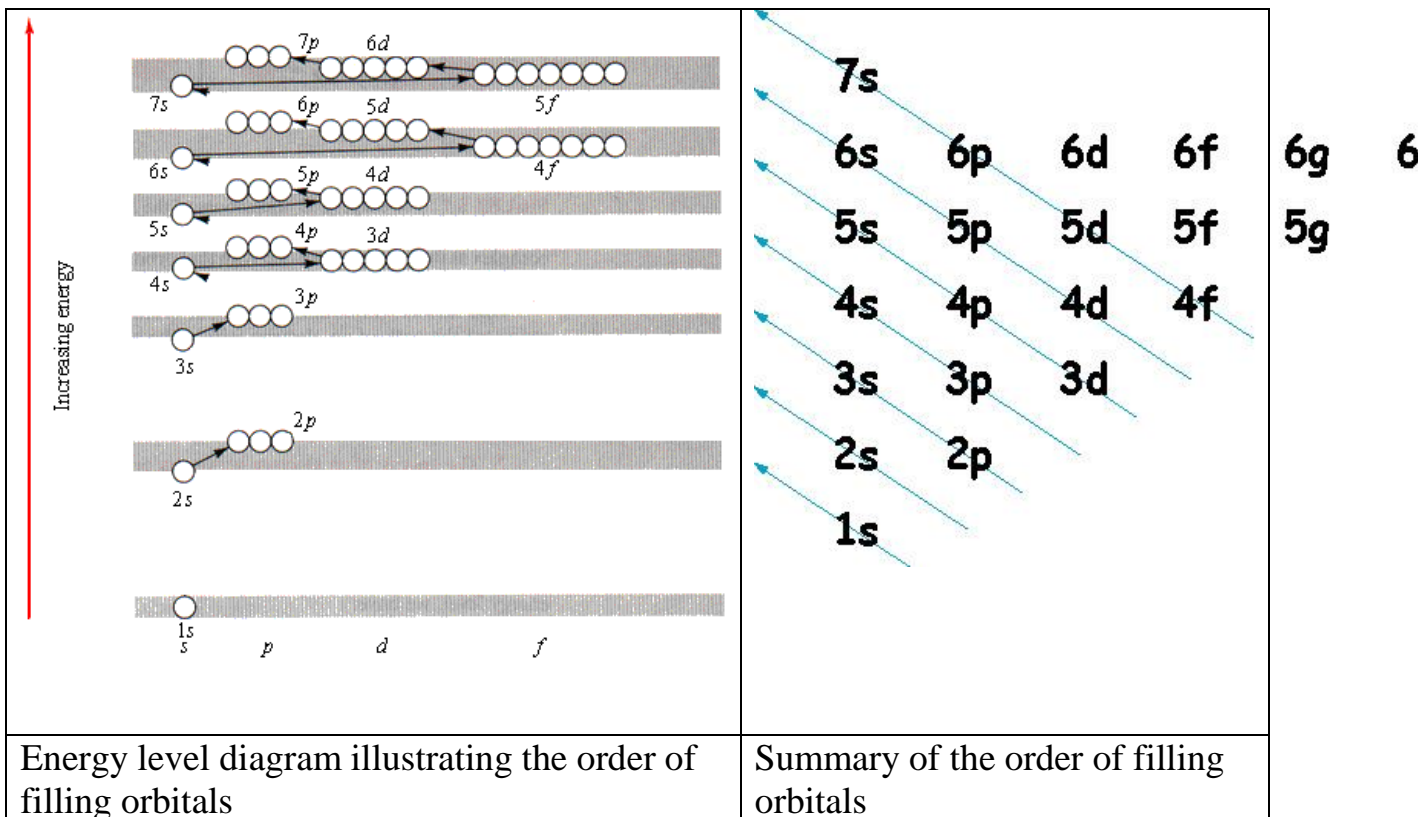 7p 6d
7s 5f
6p 5d
6s 4f
5p 4d
5s
4p 3d
4s
3p
3s
2p
2s
1s
s p d f
Increasing energy
7s
6s 6p 6d 6f 6g 6
5s 5p 5d 5f 5g
4s 4p 4d 4f
3s 3p 3d
2s 2p
1s
Energy level diagram illustrating the order of
filling orbitals
Summary of the order of filling
orbitals